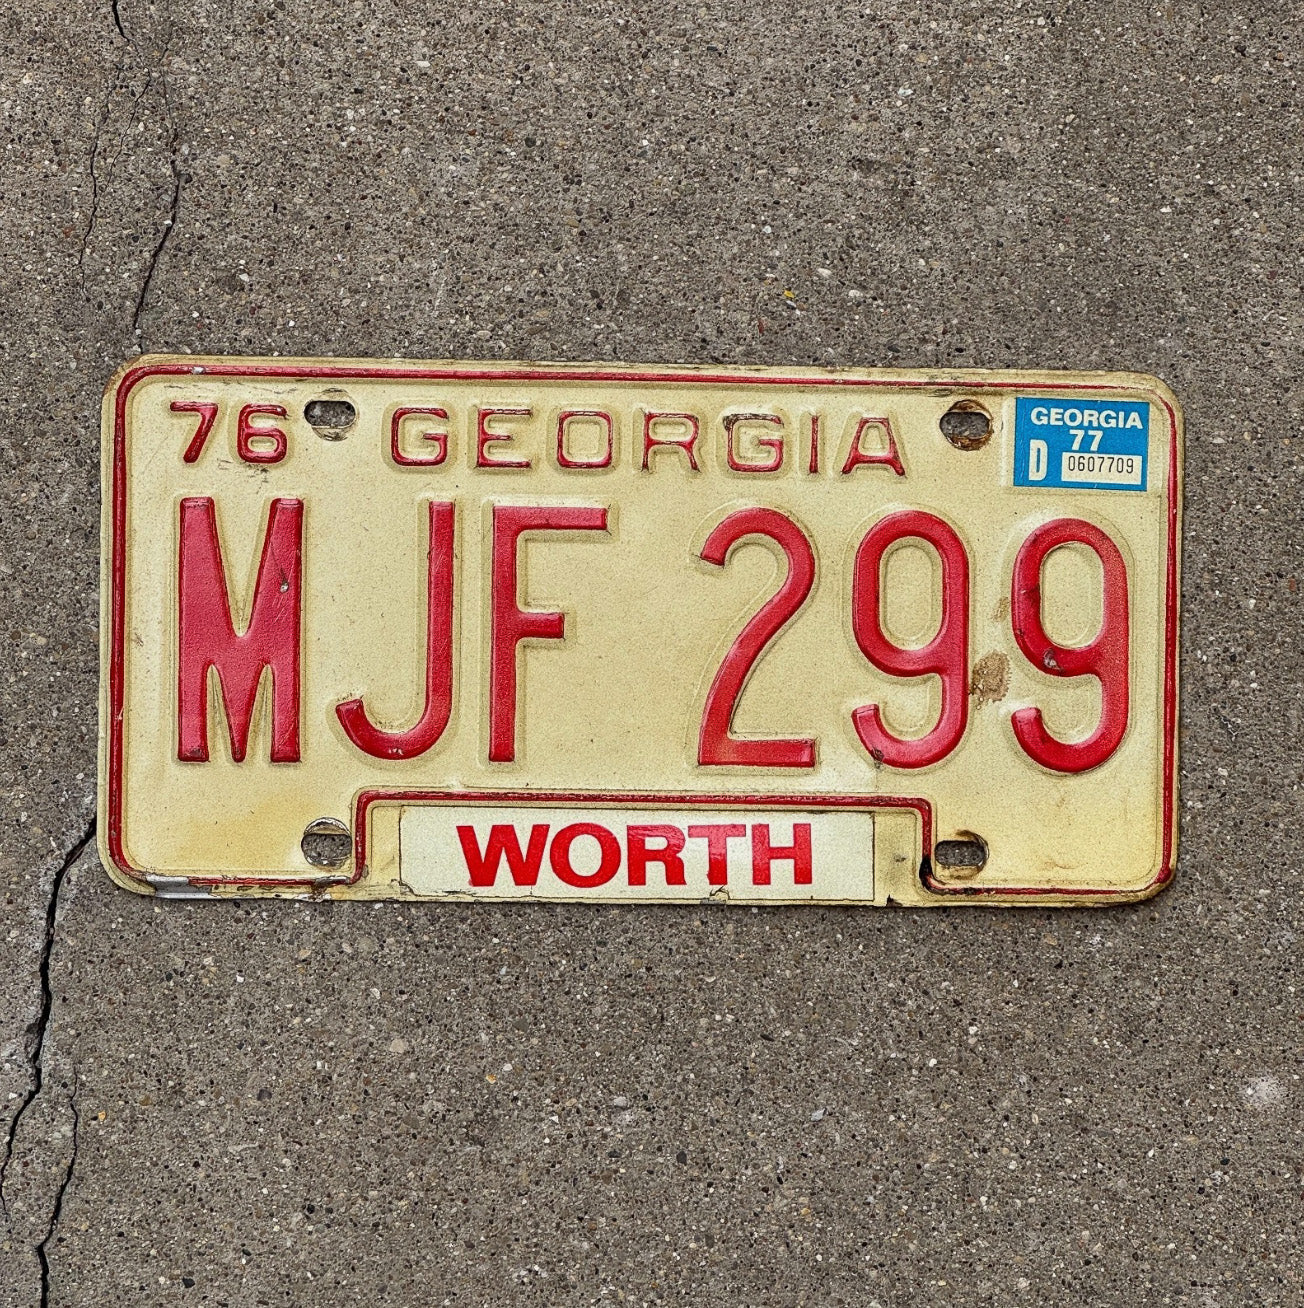 76 GEORGIA
GEORGIA
77
D 0607709
MJF 299
WORTH